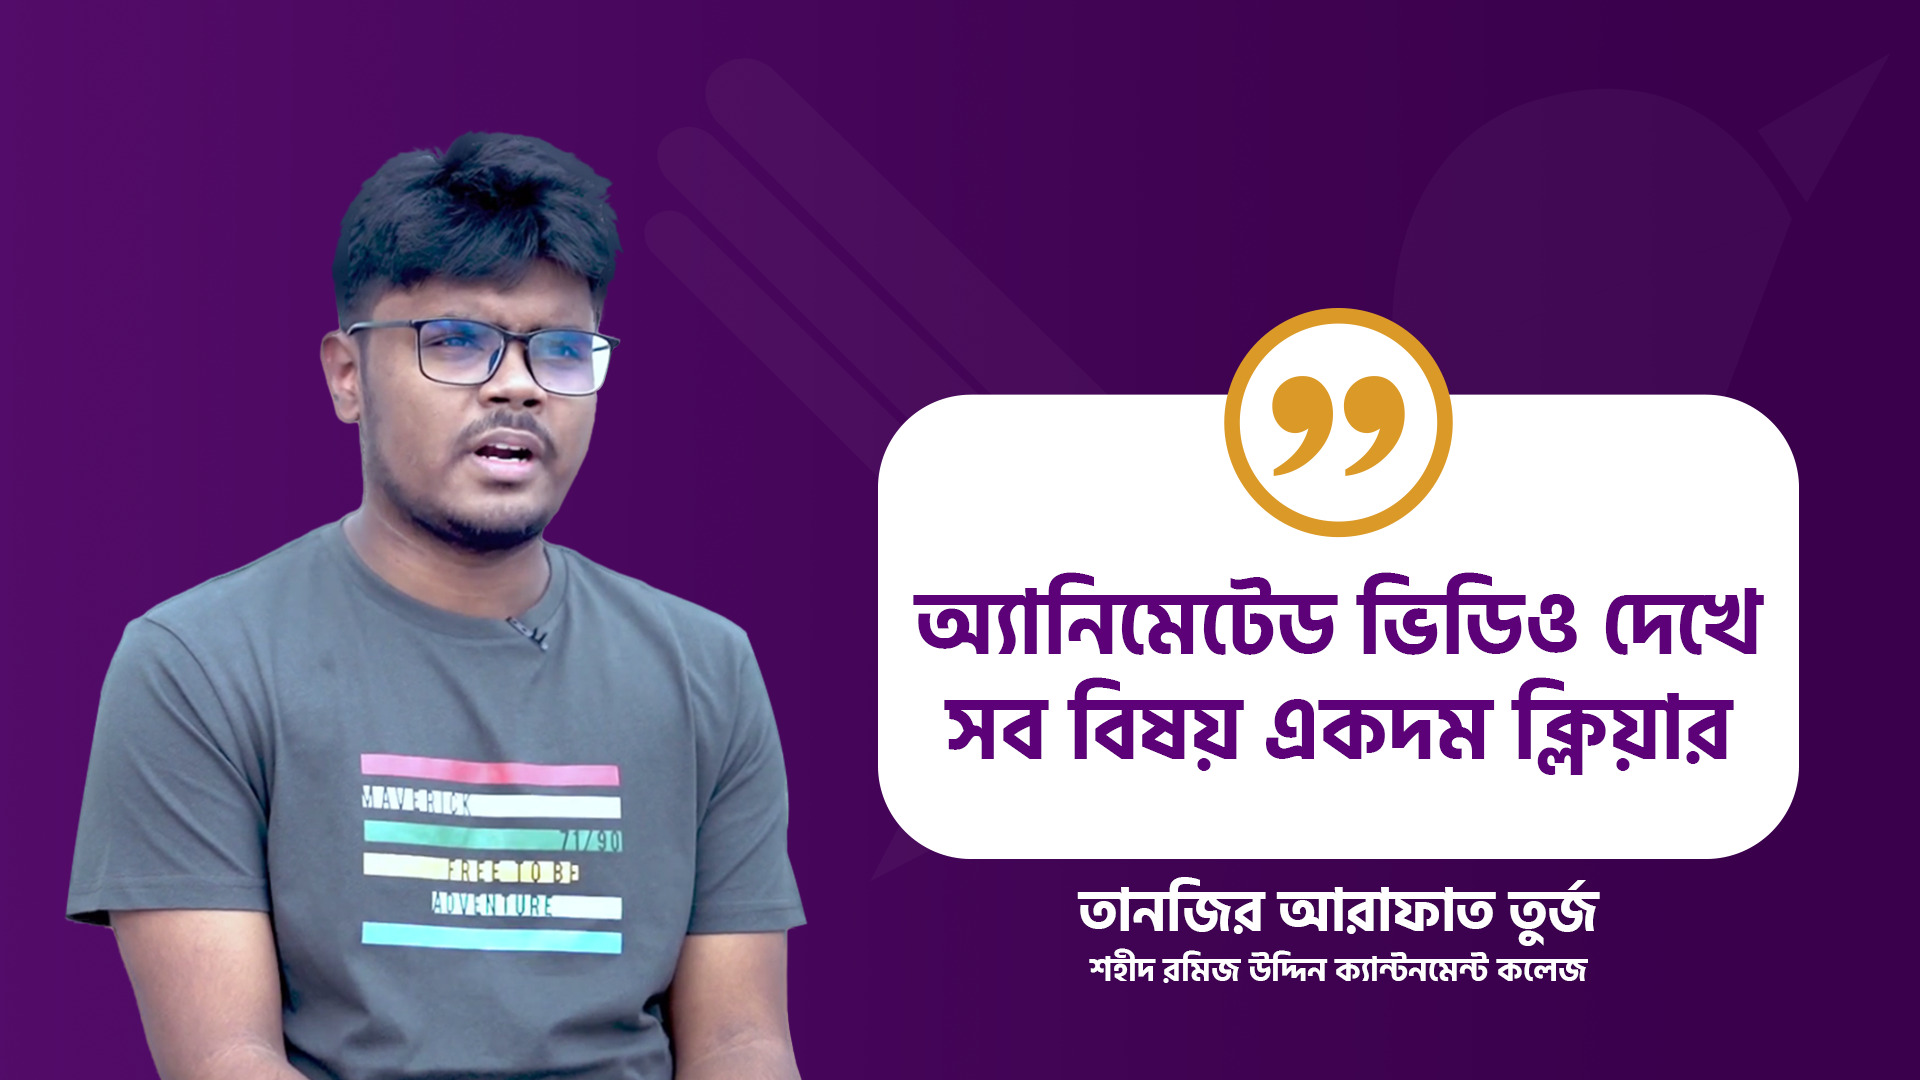 অ্যানিমেটেড ভিডিও দেখে
সব বিষয় একদম ক্লিয়ার
তানজির আরাফাত তুর্জ
শহীদ রমিজ উদ্দিন ক্যান্টনমেন্ট কলেজ
MAVERICK
71/90
FREE TO BE
ADVENTURE